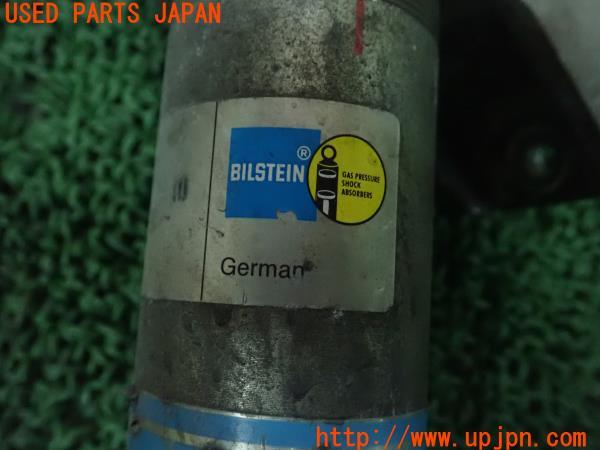 USED PARTS JAPAN
BILSTEIN®
GAS PRESSURE
SHOCK
ABSORBERS
German
http://www.upjpn.com